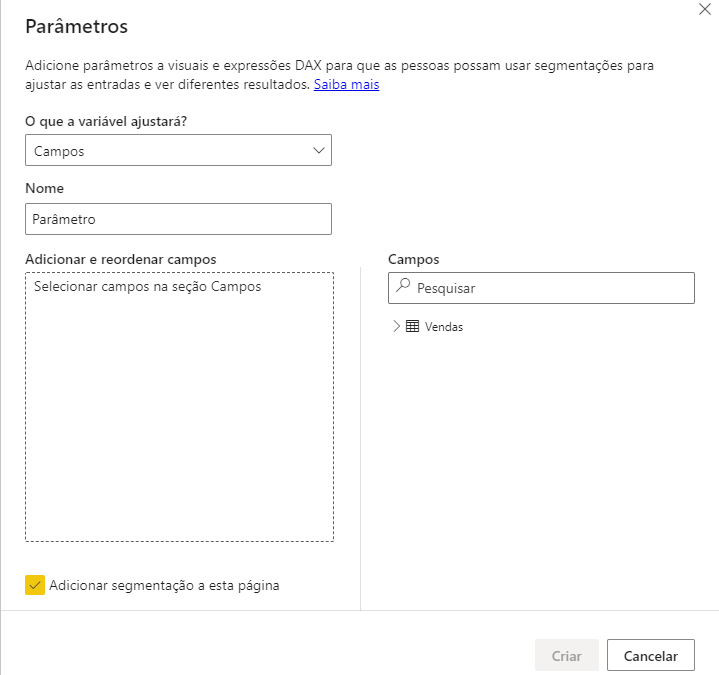 Parâmetros
Adicione parâmetros a visuais e expressões DAX para que as pessoas possam usar segmentações para
ajustar as entradas e ver diferentes resultados. Saiba mais
O que a variável ajustará?
Campos
Nome
Parâmetro
Adicionar e reordenar campos
Selecionar campos na seção Campos
Campos
Pesquisar
Vendas
Adicionar segmentação a esta página
Criar
Cancelar